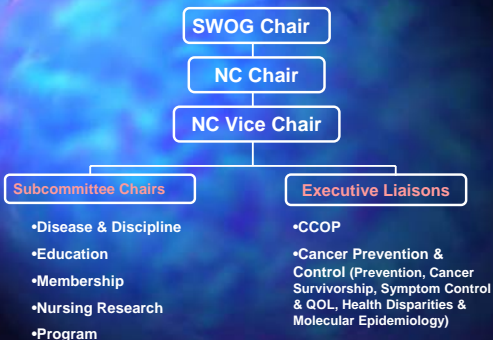 SWOG Chair
NC Chair
NC Vice Chair
Subcommittee Chairs
•Disease & Discipline
•Education
•Membership
•Nursing Research
•Program
Executive Liaisons
•CCOP
•Cancer Prevention &
Control (Prevention, Cancer
Survivorship, Symptom Control
& QOL, Health Disparities &
Molecular Epidemiology)